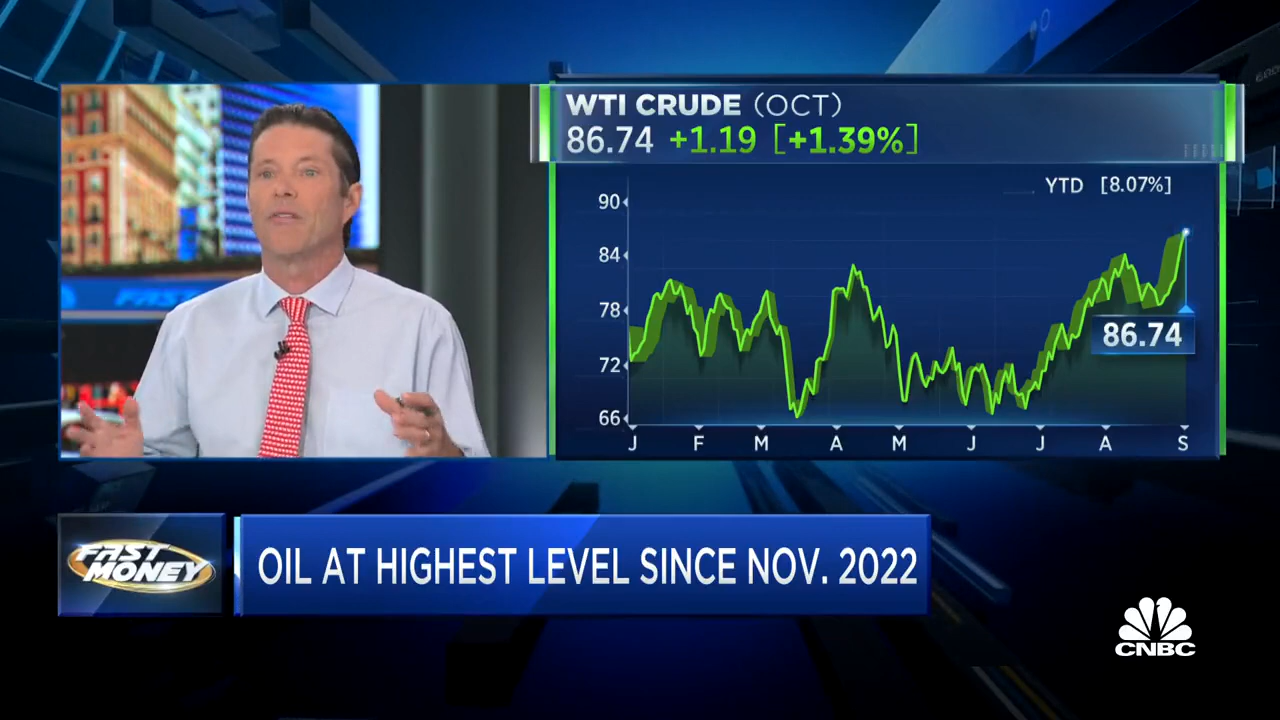 WTI CRUDE (OCT)
86.74 +1.19 [+1.39%]
YTD [8.07%]
90
84
78
72
66
86.74
J F M A M J J A S
FAST
FAST
MONEY
OIL AT HIGHEST LEVEL SINCE NOV. 2022
CNBC